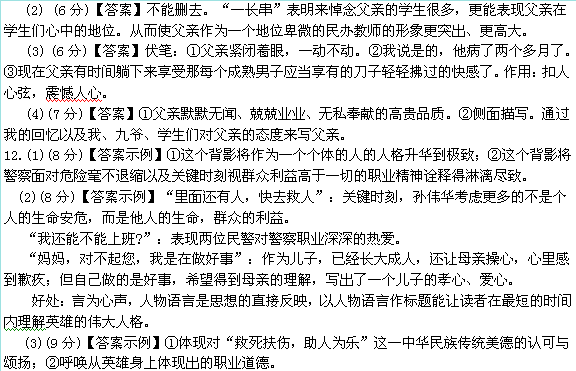 (2) (6分)【答案】不能删去。“一长串”表明来悼念父亲的学生很多，更能表现父亲在
学生们心中的地位。从而使父亲作为一个地位卑微的民办教师的形象更突出、更高大。
(3) (6分)【答案】伏笔：①父亲紧闭着眼，一动不动。②我说是的，他病了两个多月了。
③现在父亲有时间躺下来享受那每个成熟男子应当享有的刀子轻轻拂过的快感了。作用：扣人
心弦，震憾人心。
(4)(7分)【答案】①父亲默默无闻、兢兢业业、无私奉献的高贵品质。②侧面描写。通过
我的回忆以及我、九爷、学生们对父亲的态度来写父亲。
12.(1)(8分)【答案示例】①这个背影将作为一个个体的人的人格升华到极致；②这个背影将
警察面对危险毫不退缩以及关键时刻视群众利益高于一切的职业精神诠释得淋漓尽致。
(2)(8分)【答案示例】“里面还有人，快去救人”：关键时刻，孙伟华考虑更多的不是个
人的生命安危，而是他人的生命，群众的利益。
“我还能不能上班?”：表现两位民警对警察职业深深的热爱。
“妈妈，对不起您，我是在做好事”：作为儿子，已经长大成人，还让母亲操心，心里感
到歉疚；但自己做的是好事，希望得到母亲的理解，写出了一个儿子的孝心、爱心。
好处：言为心声，人物语言是思想的直接反映，以人物语言作标题能让读者在最短的时间
内理解英雄的伟大人格。
(3)(9分)【答案示例】①体现对“救死扶伤，助人为乐”这一中华民族传统美德的认可与
颂扬；②呼唤从英雄身上体现出的职业道德。